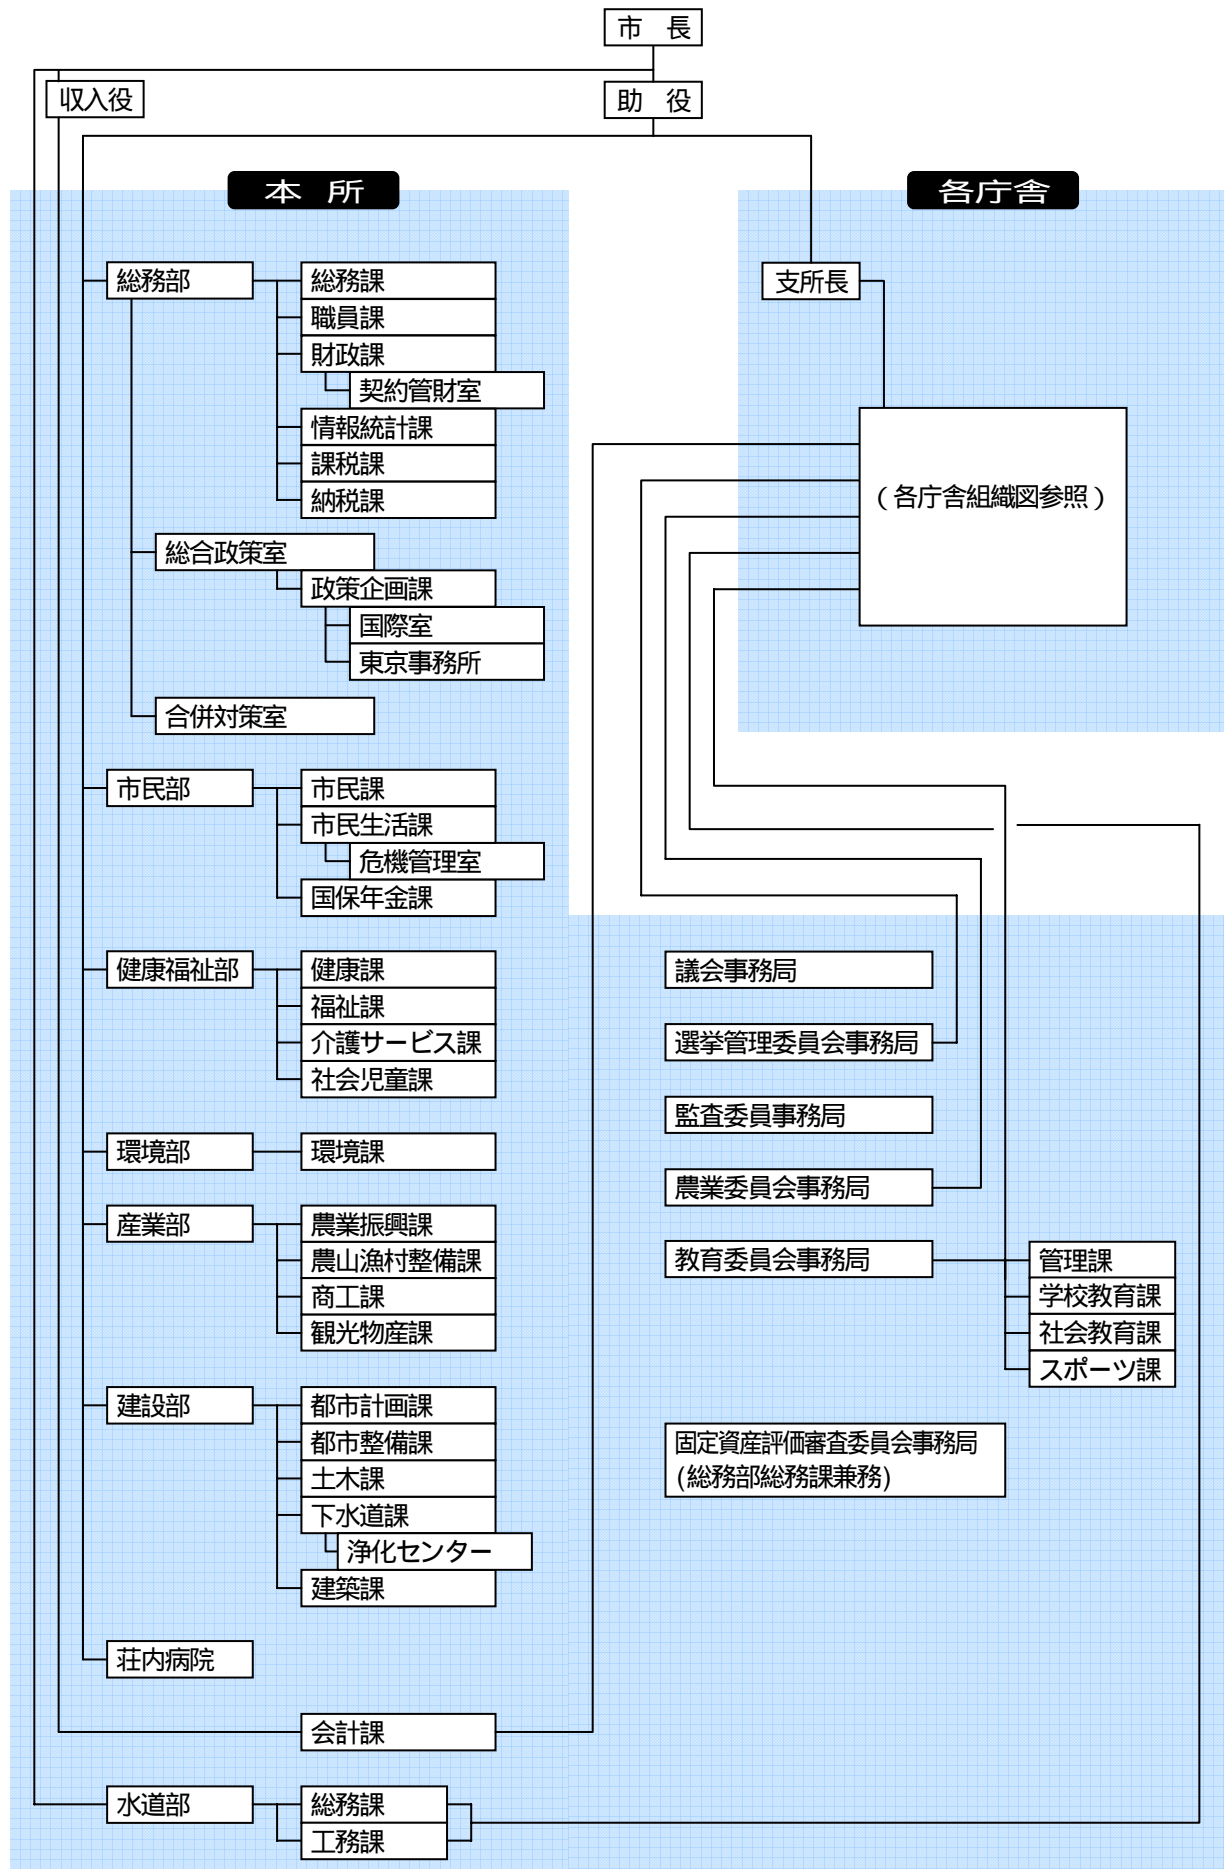 市　長
収入役
助　役
本　所
各庁舎
総務部
総務課
職員課
財政課
契約管財室
情報統計課
課税課
納税課
総合政策室
政策企画課
国際室
東京事務所
合併対策室
市民部
市民課
市民生活課
危機管理室
国保年金課
健康福祉部
健康課
福祉課
介護サービス課
社会児童課
環境部
環境課
産業部
農業振興課
農山漁村整備課
商工課
観光物産課
建設部
都市計画課
都市整備課
土木課
下水道課
浄化センター
建築課
荘内病院
会計課
水道部
総務課
工務課
支所長
（各庁舎組織図参照）
議会事務局
選挙管理委員会事務局
監査委員事務局
農業委員会事務局
教育委員会事務局
管理課
学校教育課
社会教育課
スポーツ課
固定資産評価審査委員会事務局
(総務部総務課兼務)